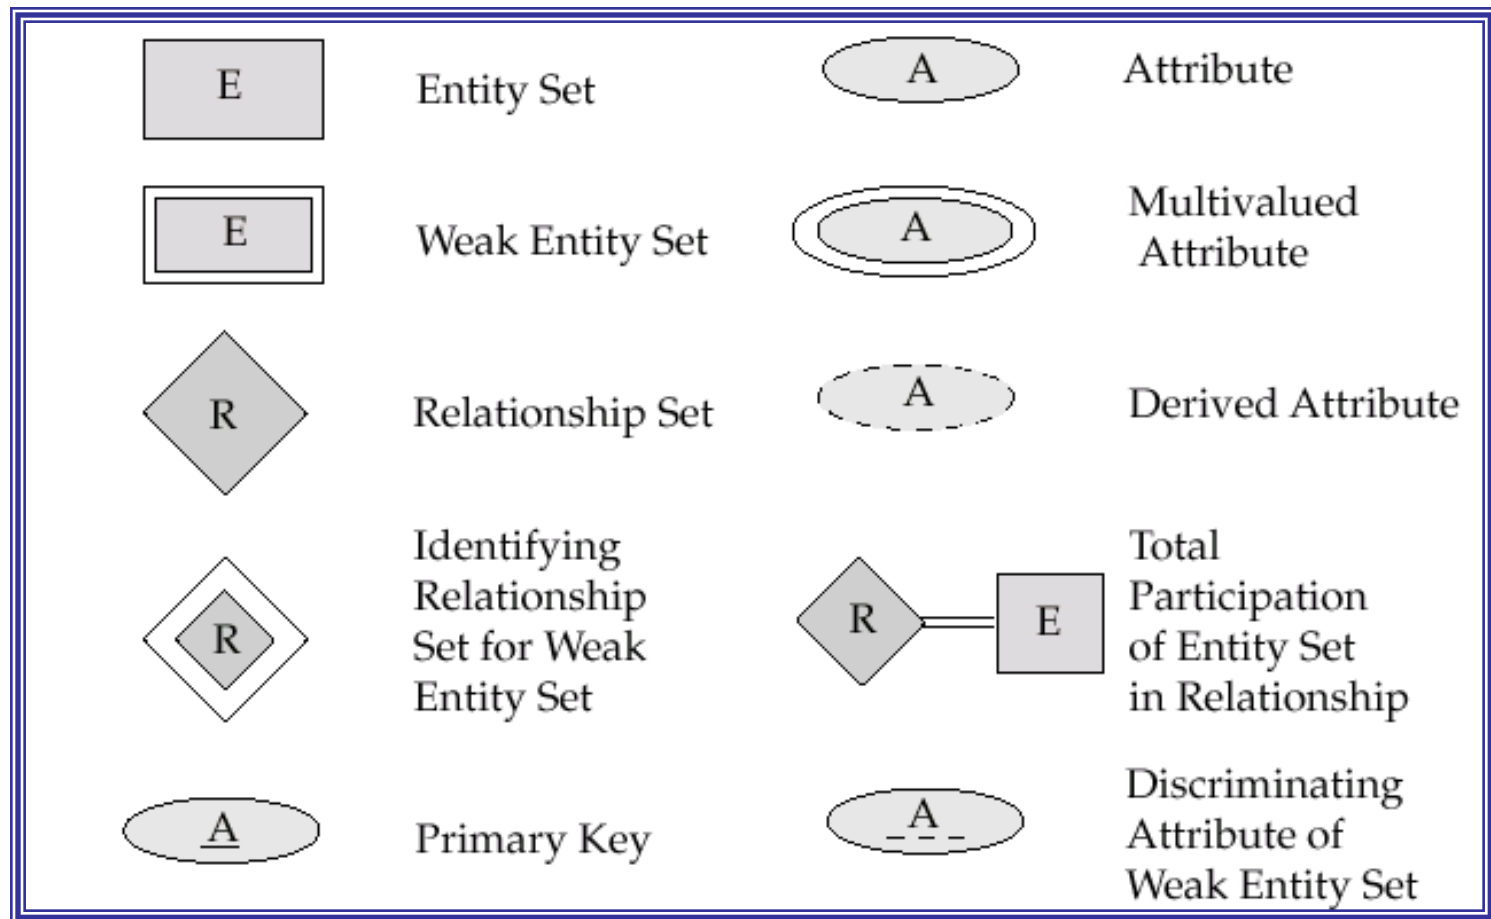 E
Entity Set
A
Attribute
E
Weak Entity Set
A
Multivalued
Attribute
R
Relationship Set
A
Derived Attribute
R
Identifying
Relationship
Set for Weak
Entity Set
R
E
Total
Participation
of Entity Set
in Relationship
A
Primary Key
A
Discriminating
Attribute of
Weak Entity Set